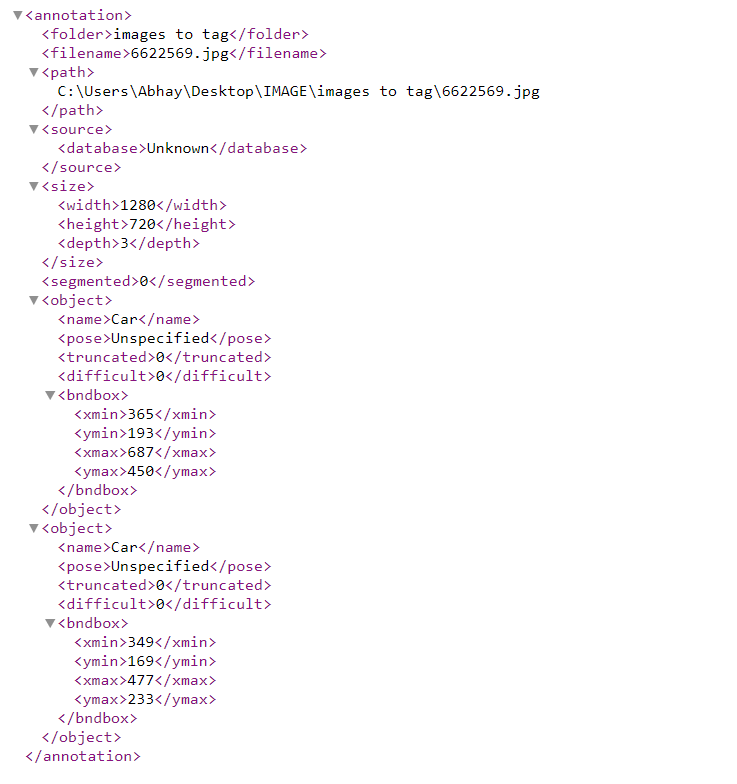 ▼<annotation>
<folder>images to tag</folder>
<filename>6622569.jpg</filename>
▼<path>
C:\Users\Abhay\Desktop\IMAGE\images to tag\6622569.jpg
</path>
▼<source>
<database>Unknown</database>
</source>
▼<size>
<width>1280</width>
<height>720</height>
<depth>3</depth>
</size>
<segmented>0</segmented>
▼<object>
<name>Car</name>
<pose>Unspecified</pose>
<truncated>0</truncated>
<difficult>0</difficult>
▼<bndbox>
<xmin>365</xmin>
<ymin>193</ymin>
<xmax>687</xmax>
<ymax>450</ymax>
</bndbox>
</object>
▼<object>
<name>Car</name>
<pose>Unspecified</pose>
<truncated>0</truncated>
<difficult>0</difficult>
▼<bndbox>
<xmin>349</xmin>
<ymin>169</ymin>
<xmax>477</xmax>
<ymax>233</ymax>
</bndbox>
</object>
</annotation>